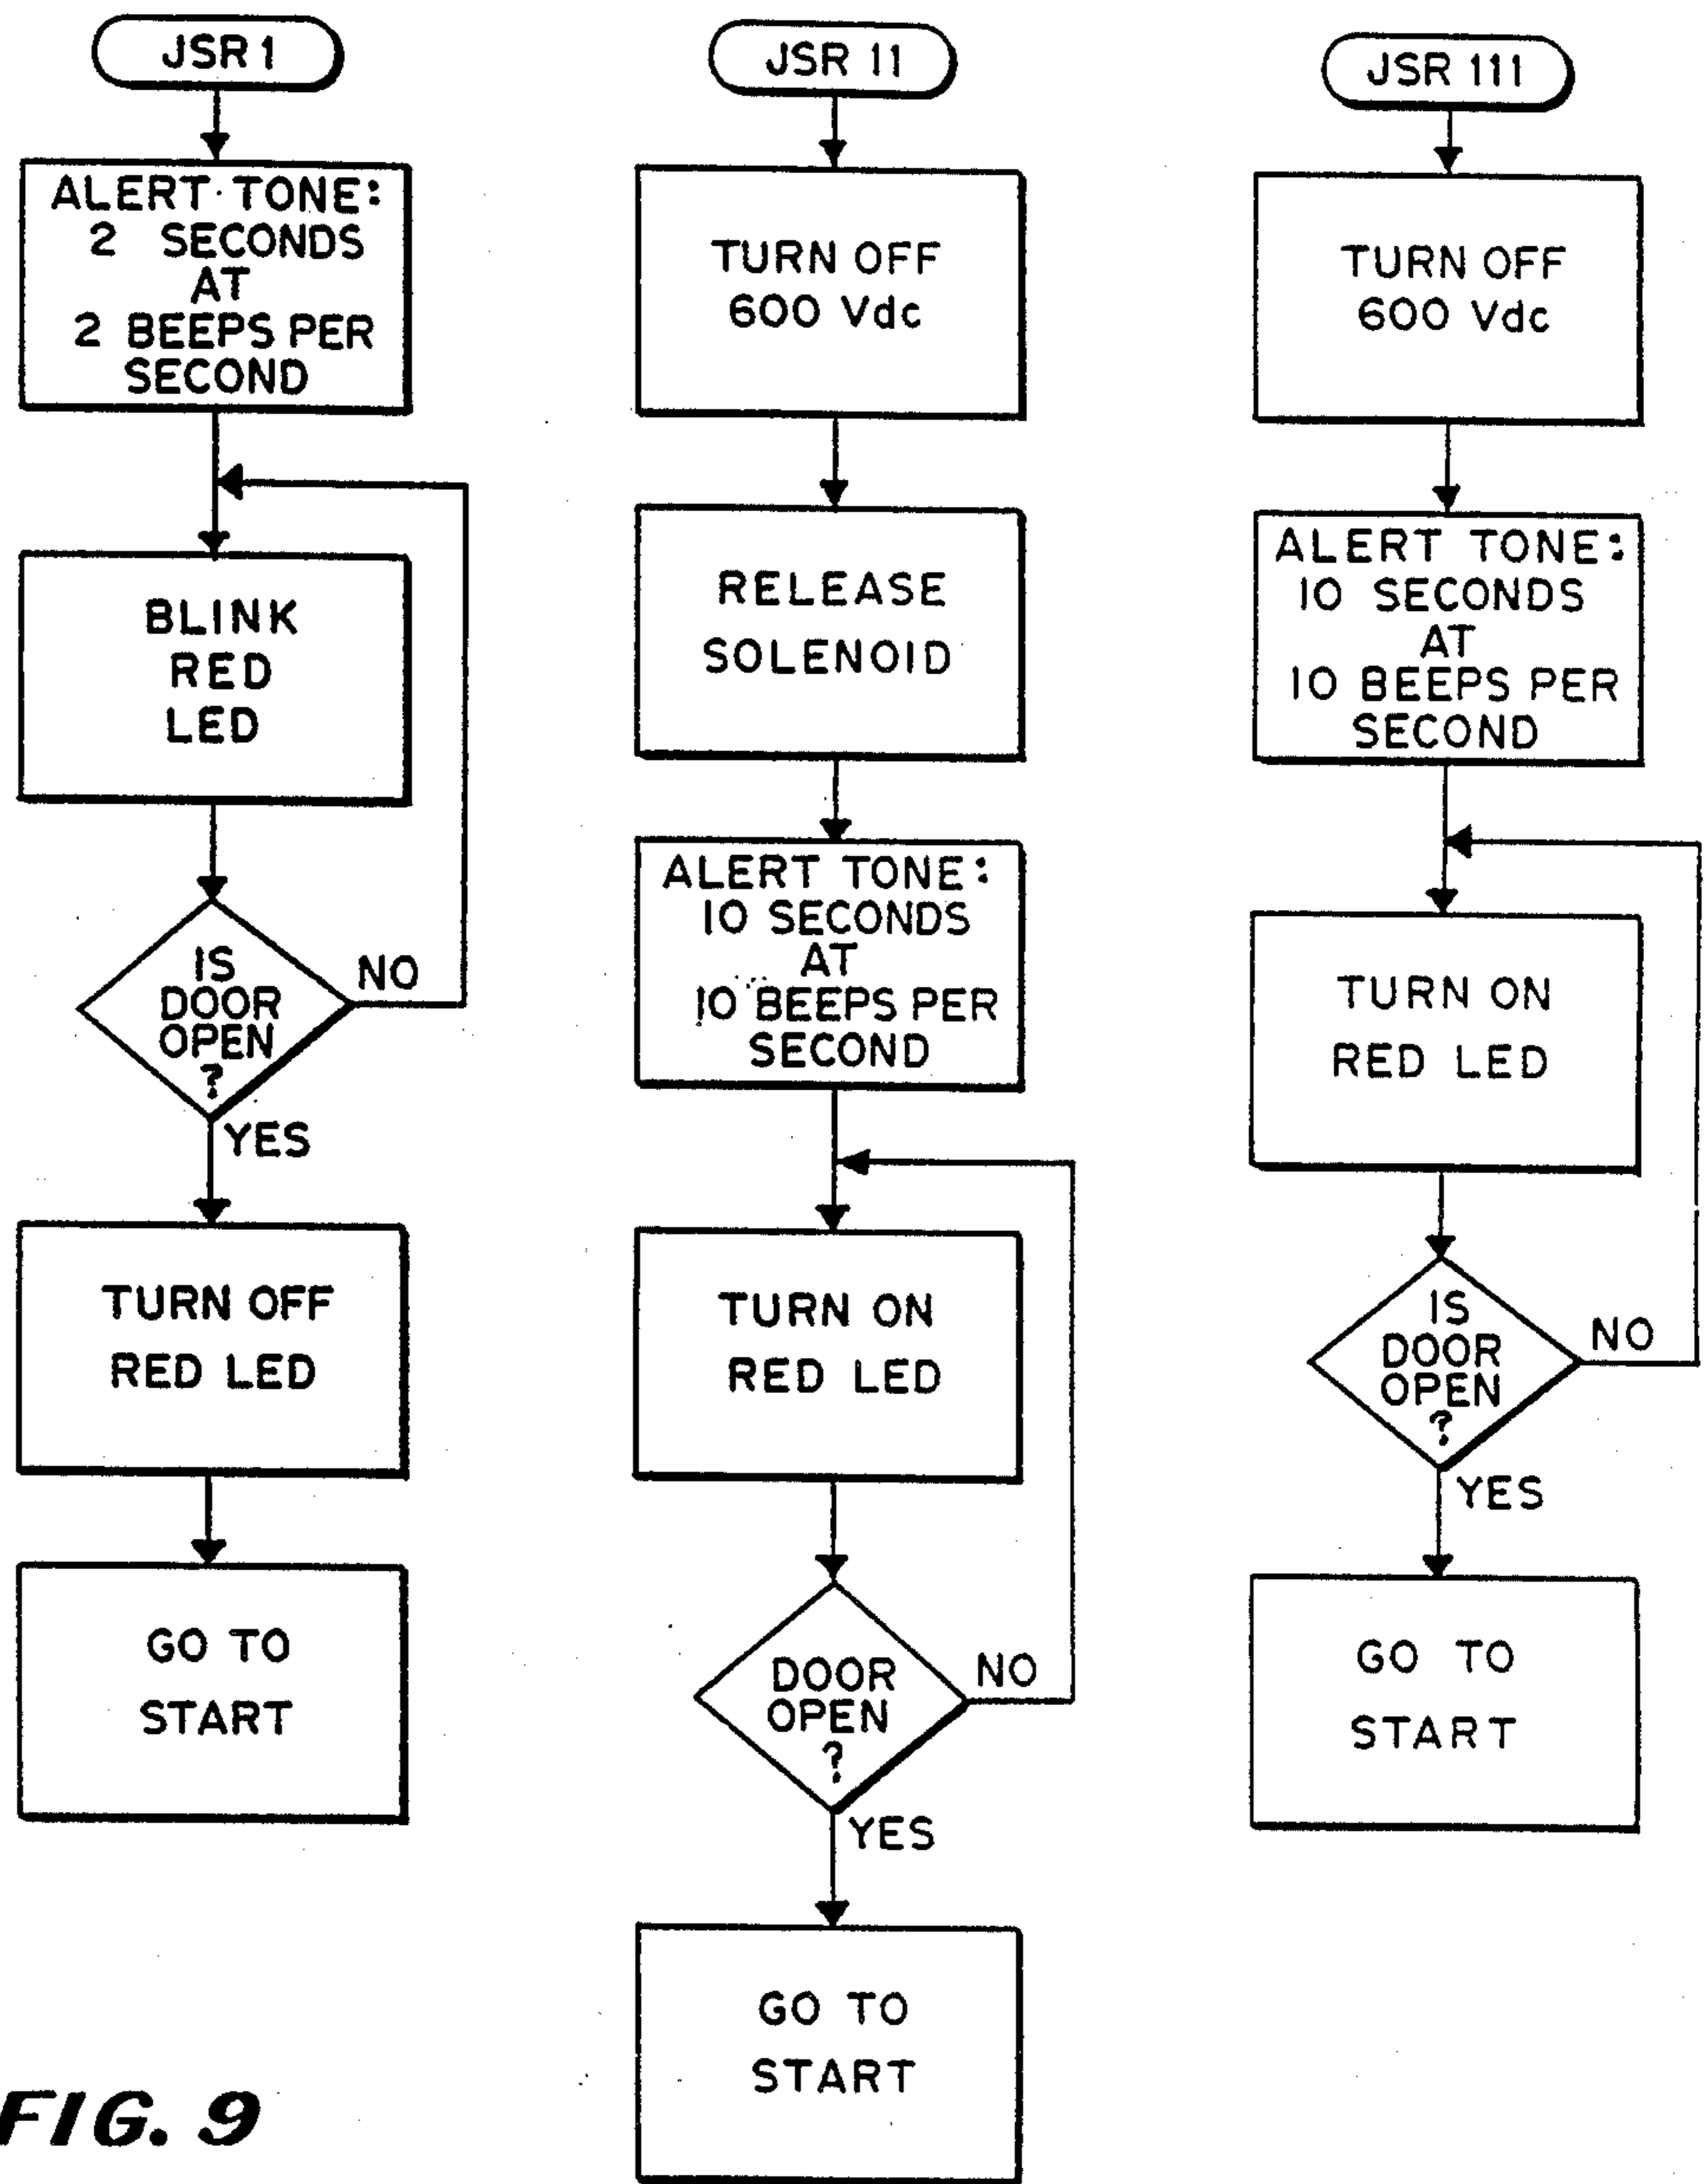 JSR 1
ALERT TONE:
2 SECONDS
AT
2 BEEPS PER
SECOND
BLINK
RED
LED
IS
DOOR
OPEN
?
NO
YES
TURN OFF
RED LED
GO TO
START
JSR 11
TURN OFF
600 Vdc
RELEASE
SOLENOID
ALERT TONE:
10 SECONDS
AT
10 BEEPS PER
SECOND
TURN ON
RED LED
DOOR
OPEN
?
NO
YES
GO TO
START
JSR 111
TURN OFF
600 Vdc
ALERT TONE:
10 SECONDS
AT
10 BEEPS PER
SECOND
TURN ON
RED LED
IS
DOOR
OPEN
?
NO
YES
GO TO
START
FIG. 9